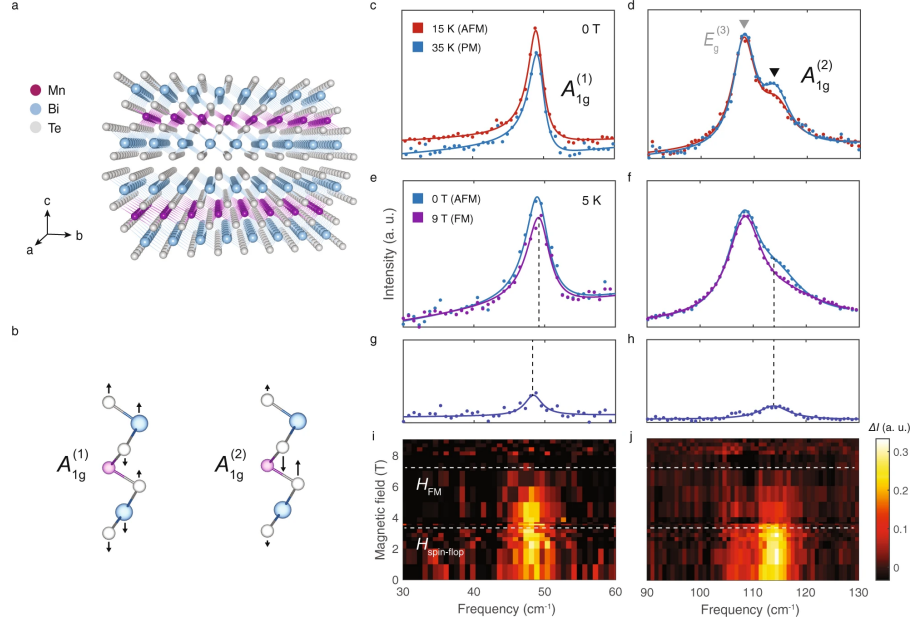 a
Mn
Bi
Te
c
b
a
b
A1g(1)
A1g(2)
c
15 K (AFM)
35 K (PM)
0 T
A1g(1)
d
Eg(3)
A1g(2)
e
0 T (AFM)
9 T (FM)
5 K
f
Intensity (a. u.)
g
h
i
j
ΔI (a. u.)
HFM
Hspin-flop
Magnetic field (T)
8
6
4
2
0
30 40 50 60
Frequency (cm-1)
90 100 110 120 130
Frequency (cm-1)
0.3
0.2
0.1
0